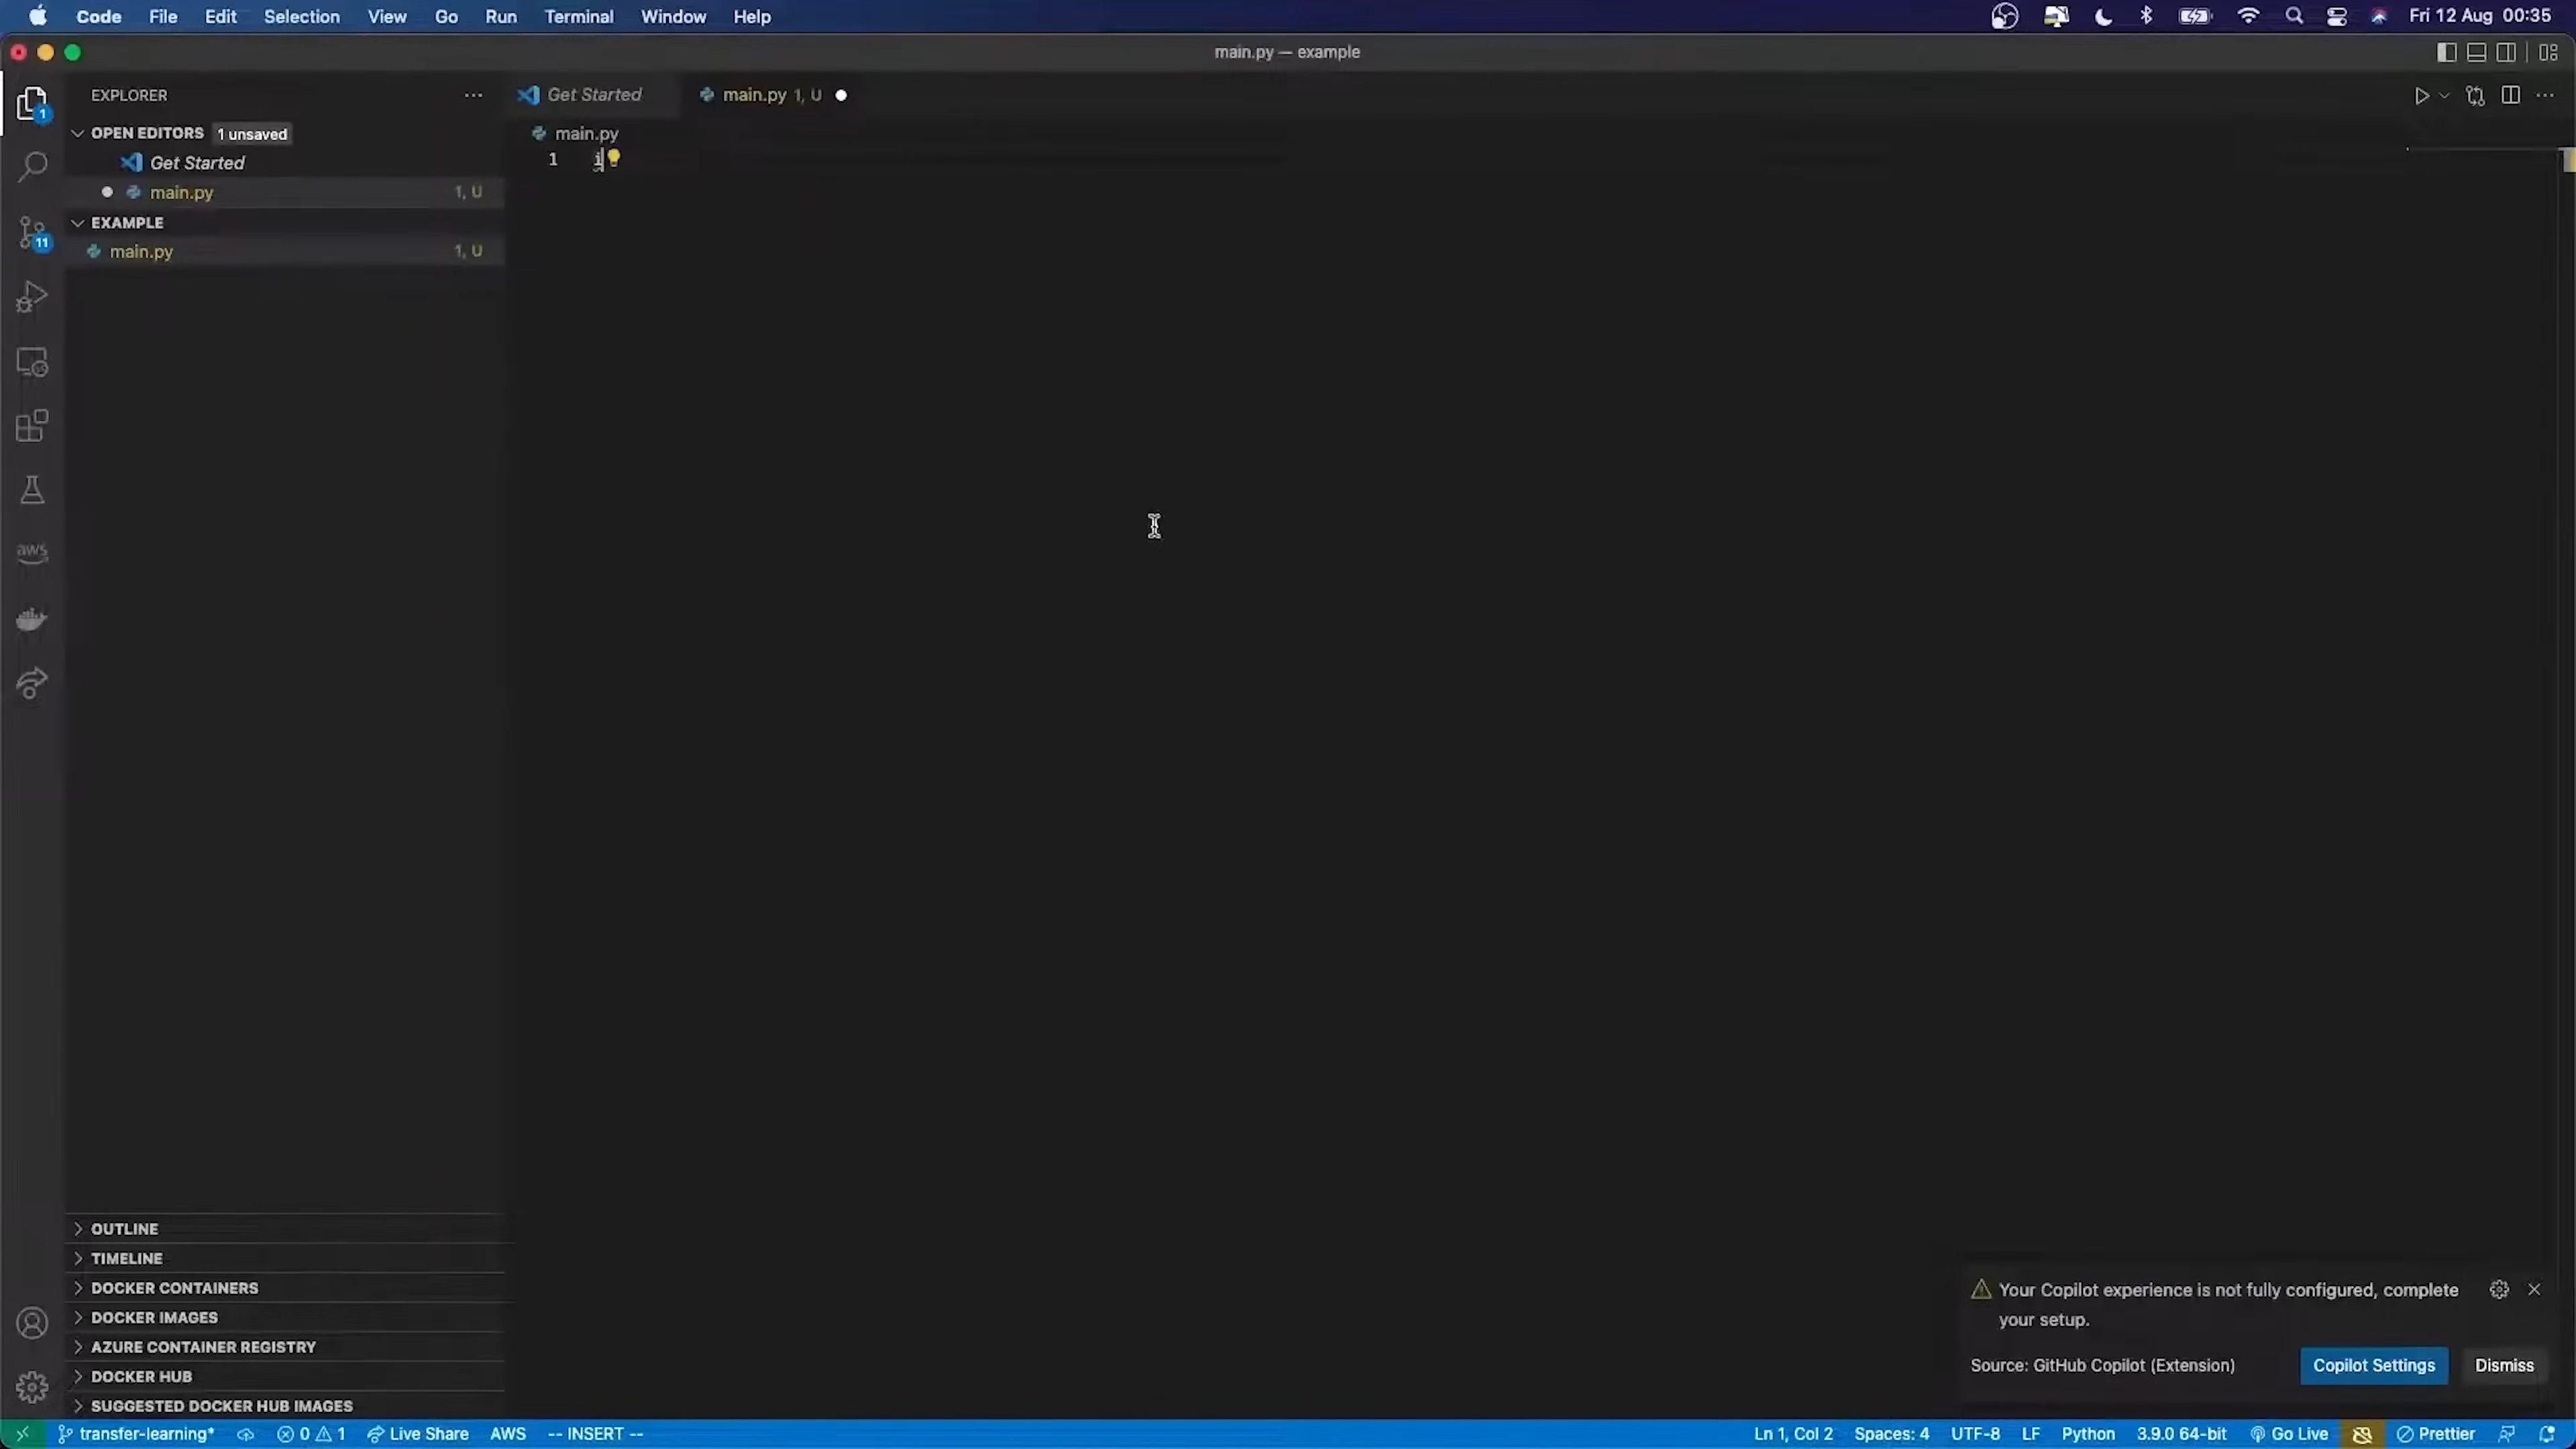 Code File Edit Selection View Go Run Terminal Window Help Fri 12 Aug 00:35
main.py — example
EXPLORER
Get Started
main.py 1, U
OPEN EDITORS 1 unsaved
Get Started
main.py 1, U
EXAMPLE
main.py 1, U
main.py
1 i
1
11
aws
OUTLINE
TIMELINE
DOCKER CONTAINERS
DOCKER IMAGES
AZURE CONTAINER REGISTRY
DOCKER HUB
SUGGESTED DOCKER HUB IMAGES
Your Copilot experience is not fully configured, complete
your setup.
Source: GitHub Copilot (Extension) Copilot Settings Dismiss
transfer-learning* 0 1 Live Share AWS -- INSERT -- Ln 1, Col 2 Spaces: 4 UTF-8 LF Python 3.9.0 64-bit Go Live Prettier